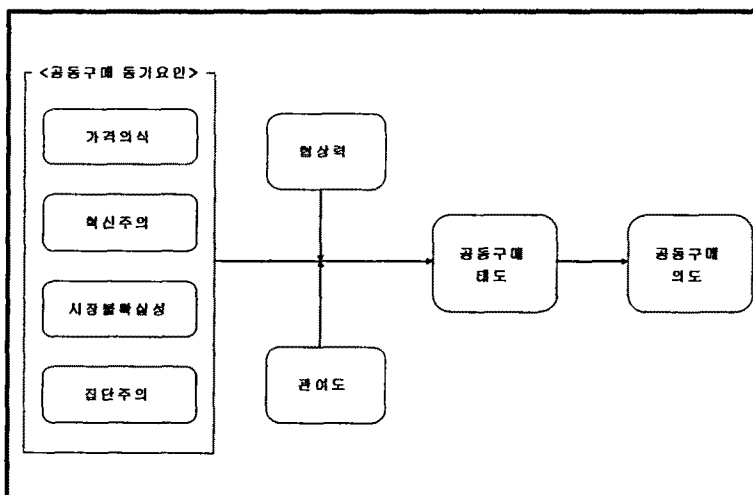 <공동구매 동기요인>
가격의식
혁신주의
시장불확실성
집단주의
협상력
관여도
공동구매
태도
공동구매
의도